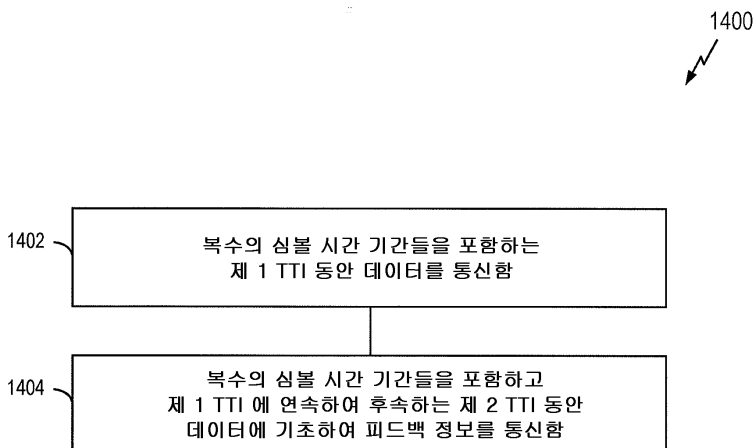 1400
1402
복수의 심볼 시간 기간들을 포함하는
제 1 TTI 동안 데이터를 통신함
1404
복수의 심볼 시간 기간들을 포함하고
제 1 TTI 에 연속하여 후속하는 제 2 TTI 동안
데이터에 기초하여 피드백 정보를 통신함